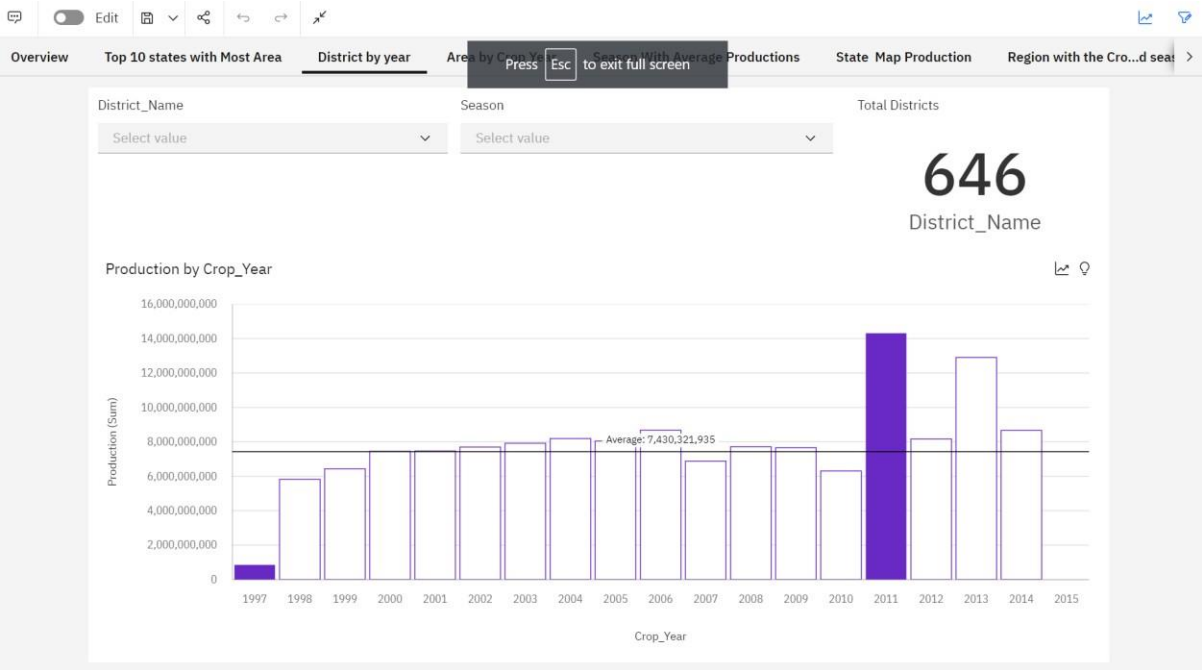 Edit
Overview
Top 10 states with Most Area
District by year
Area by Crop Year
Season With Average Productions
State Map Production
Region with the Cro...d seas
Press Esc to exit full screen
District_Name
Season
Total Districts
Select value
Select value
646
District_Name
Production by Crop_Year
16,000,000,000
14,000,000,000
12,000,000,000
10,000,000,000
8,000,000,000
6,000,000,000
4,000,000,000
2,000,000,000
0
Production (Sum)
Average: 7,430,321,935
1997 1998 1999 2000 2001 2002 2003 2004 2005 2006 2007 2008 2009 2010 2011 2012 2013 2014 2015
Crop_Year